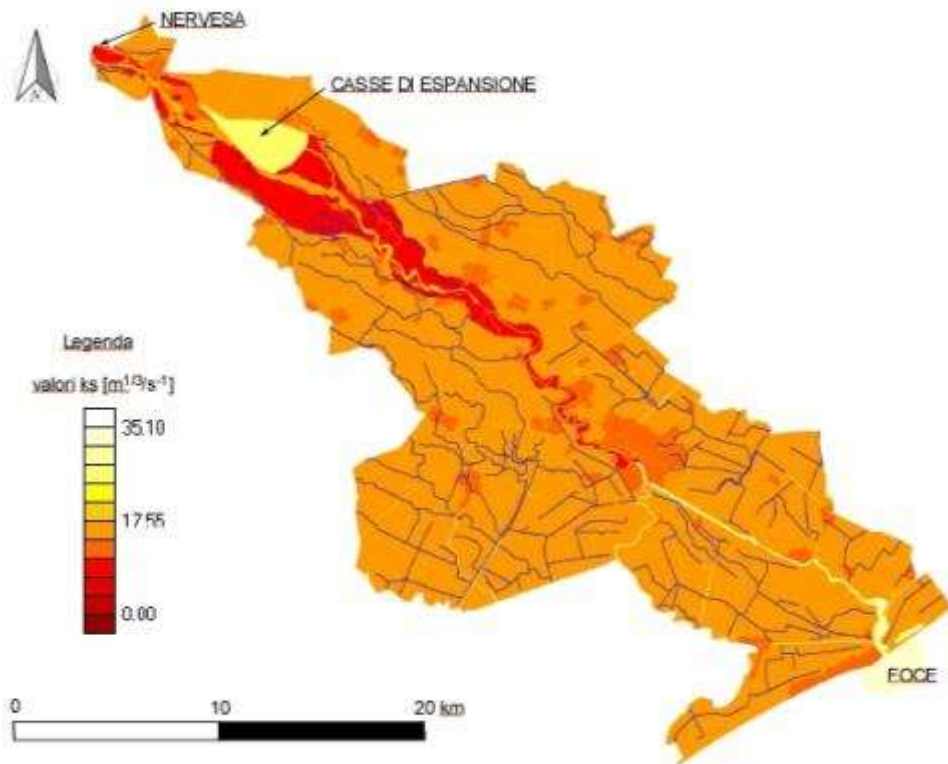 NERVESA
CASSE DI ESPANSIONE
Legenda
valori ks [m^1/3/s^-1]
35.10
17.55
0.00
0
10
20 km
FOCE